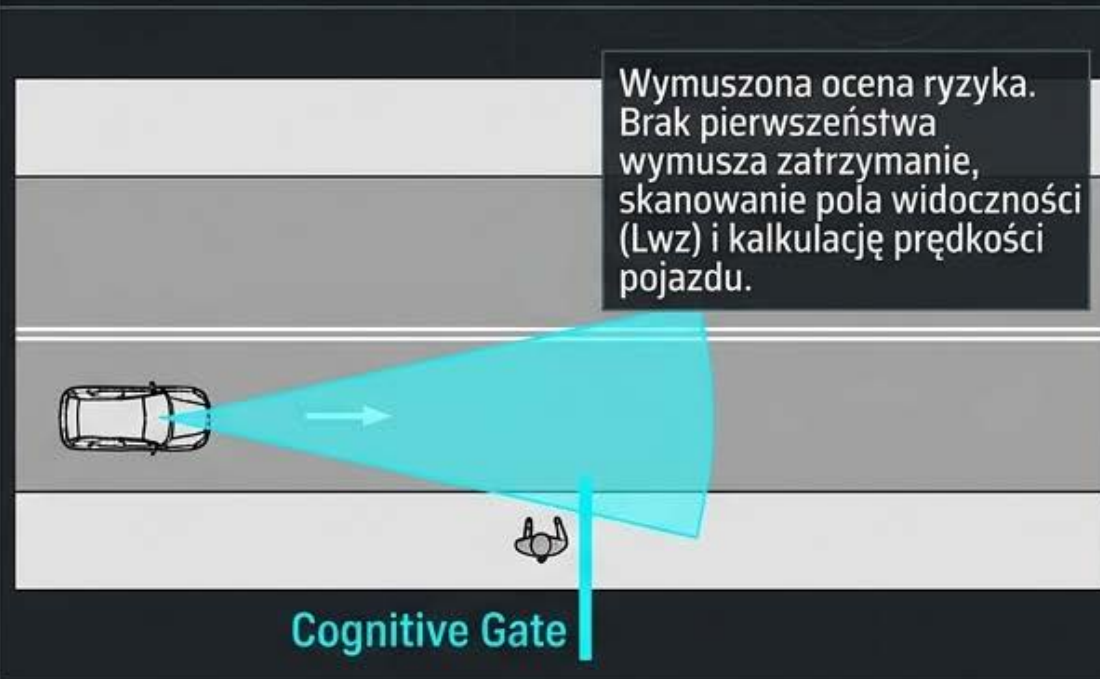 Wymuszona ocena ryzyka.
Brak pierwszeństwa
wymusza zatrzymanie,
skanowanie pola widoczności
(Lwz) i kalkulację prędkości
pojazdu.
Cognitive Gate